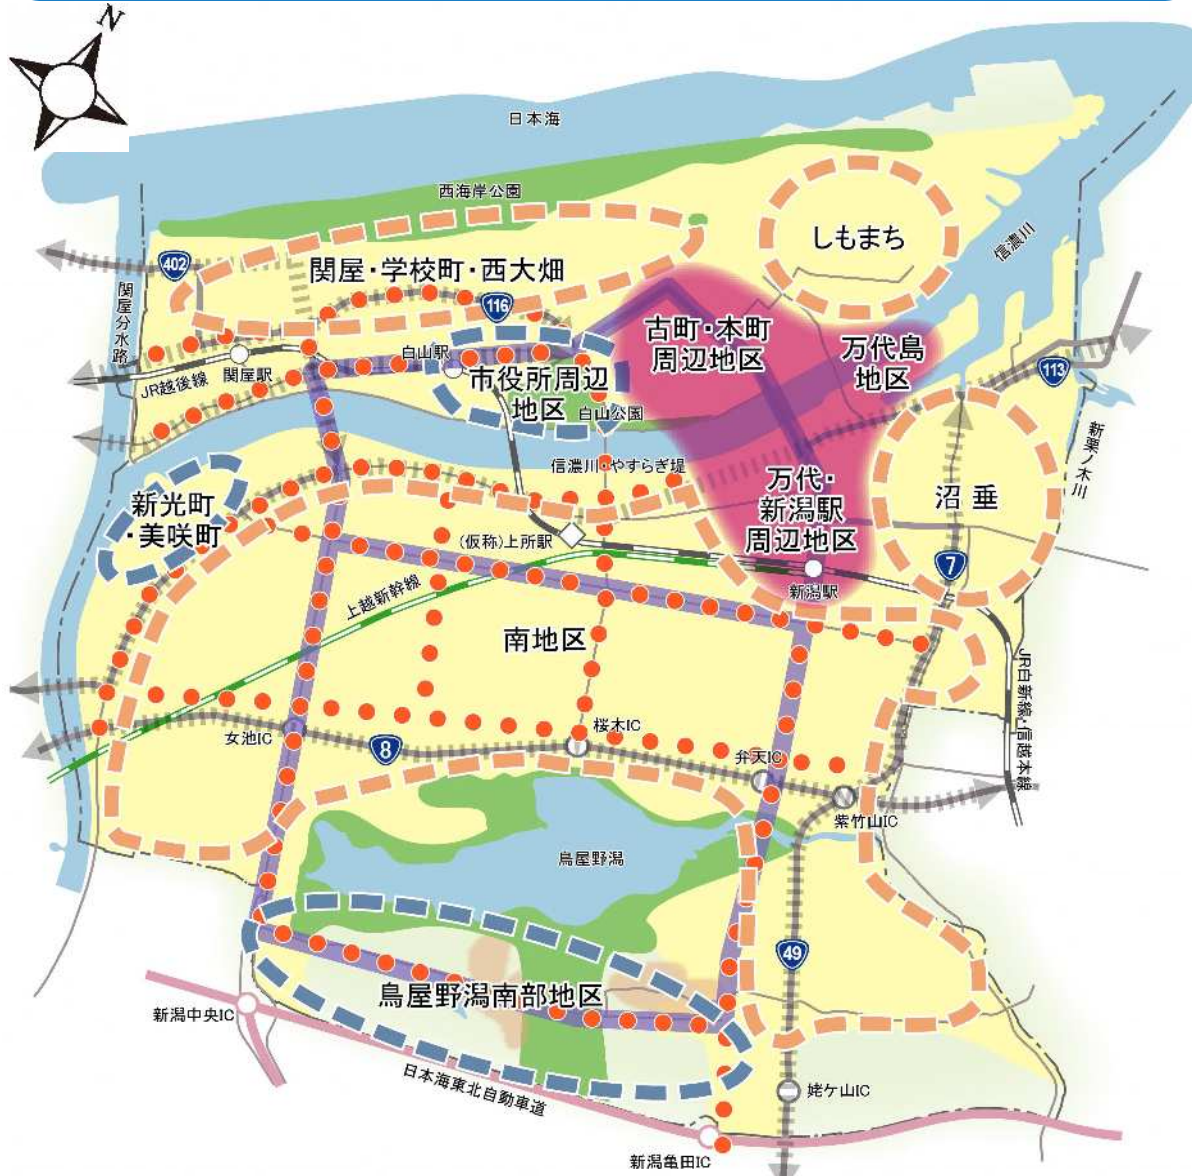 N
日本海
西海岸公園
しもまち
信濃川
402
関屋・学校町・西大畑
関屋分水路
116
古町・本町
周辺地区
万代島
地区
白山駅
関屋駅
JR越後線
市役所周辺
地区
白山公園
113
新栗ノ木川
信濃川・やすらぎ堤
新光町
・美咲町
万代・
新潟駅
周辺地区
沼垂
(仮称)上所駅
新潟駅
7
上越新幹線
南地区
JR白新線・信越本線
女池IC
8
桜木IC
弁天IC
紫竹山IC
鳥屋野潟
49
鳥屋野潟南部地区
新潟中央IC
日本海東北自動車道
姥ケ山IC
新潟亀田IC